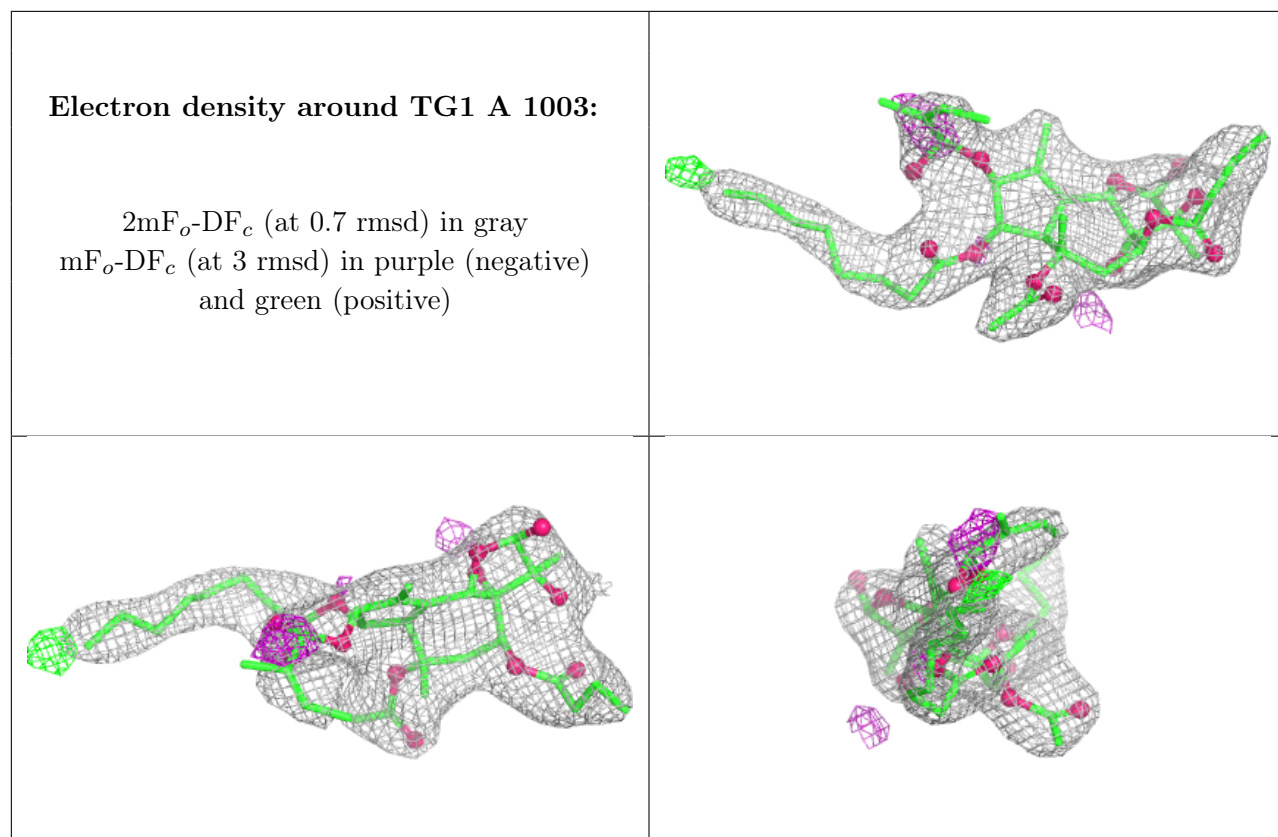 Electron density around TG1 A 1003:
2mFo-DFc (at 0.7 rmsd) in gray
mFo-DFc (at 3 rmsd) in purple (negative)
and green (positive)